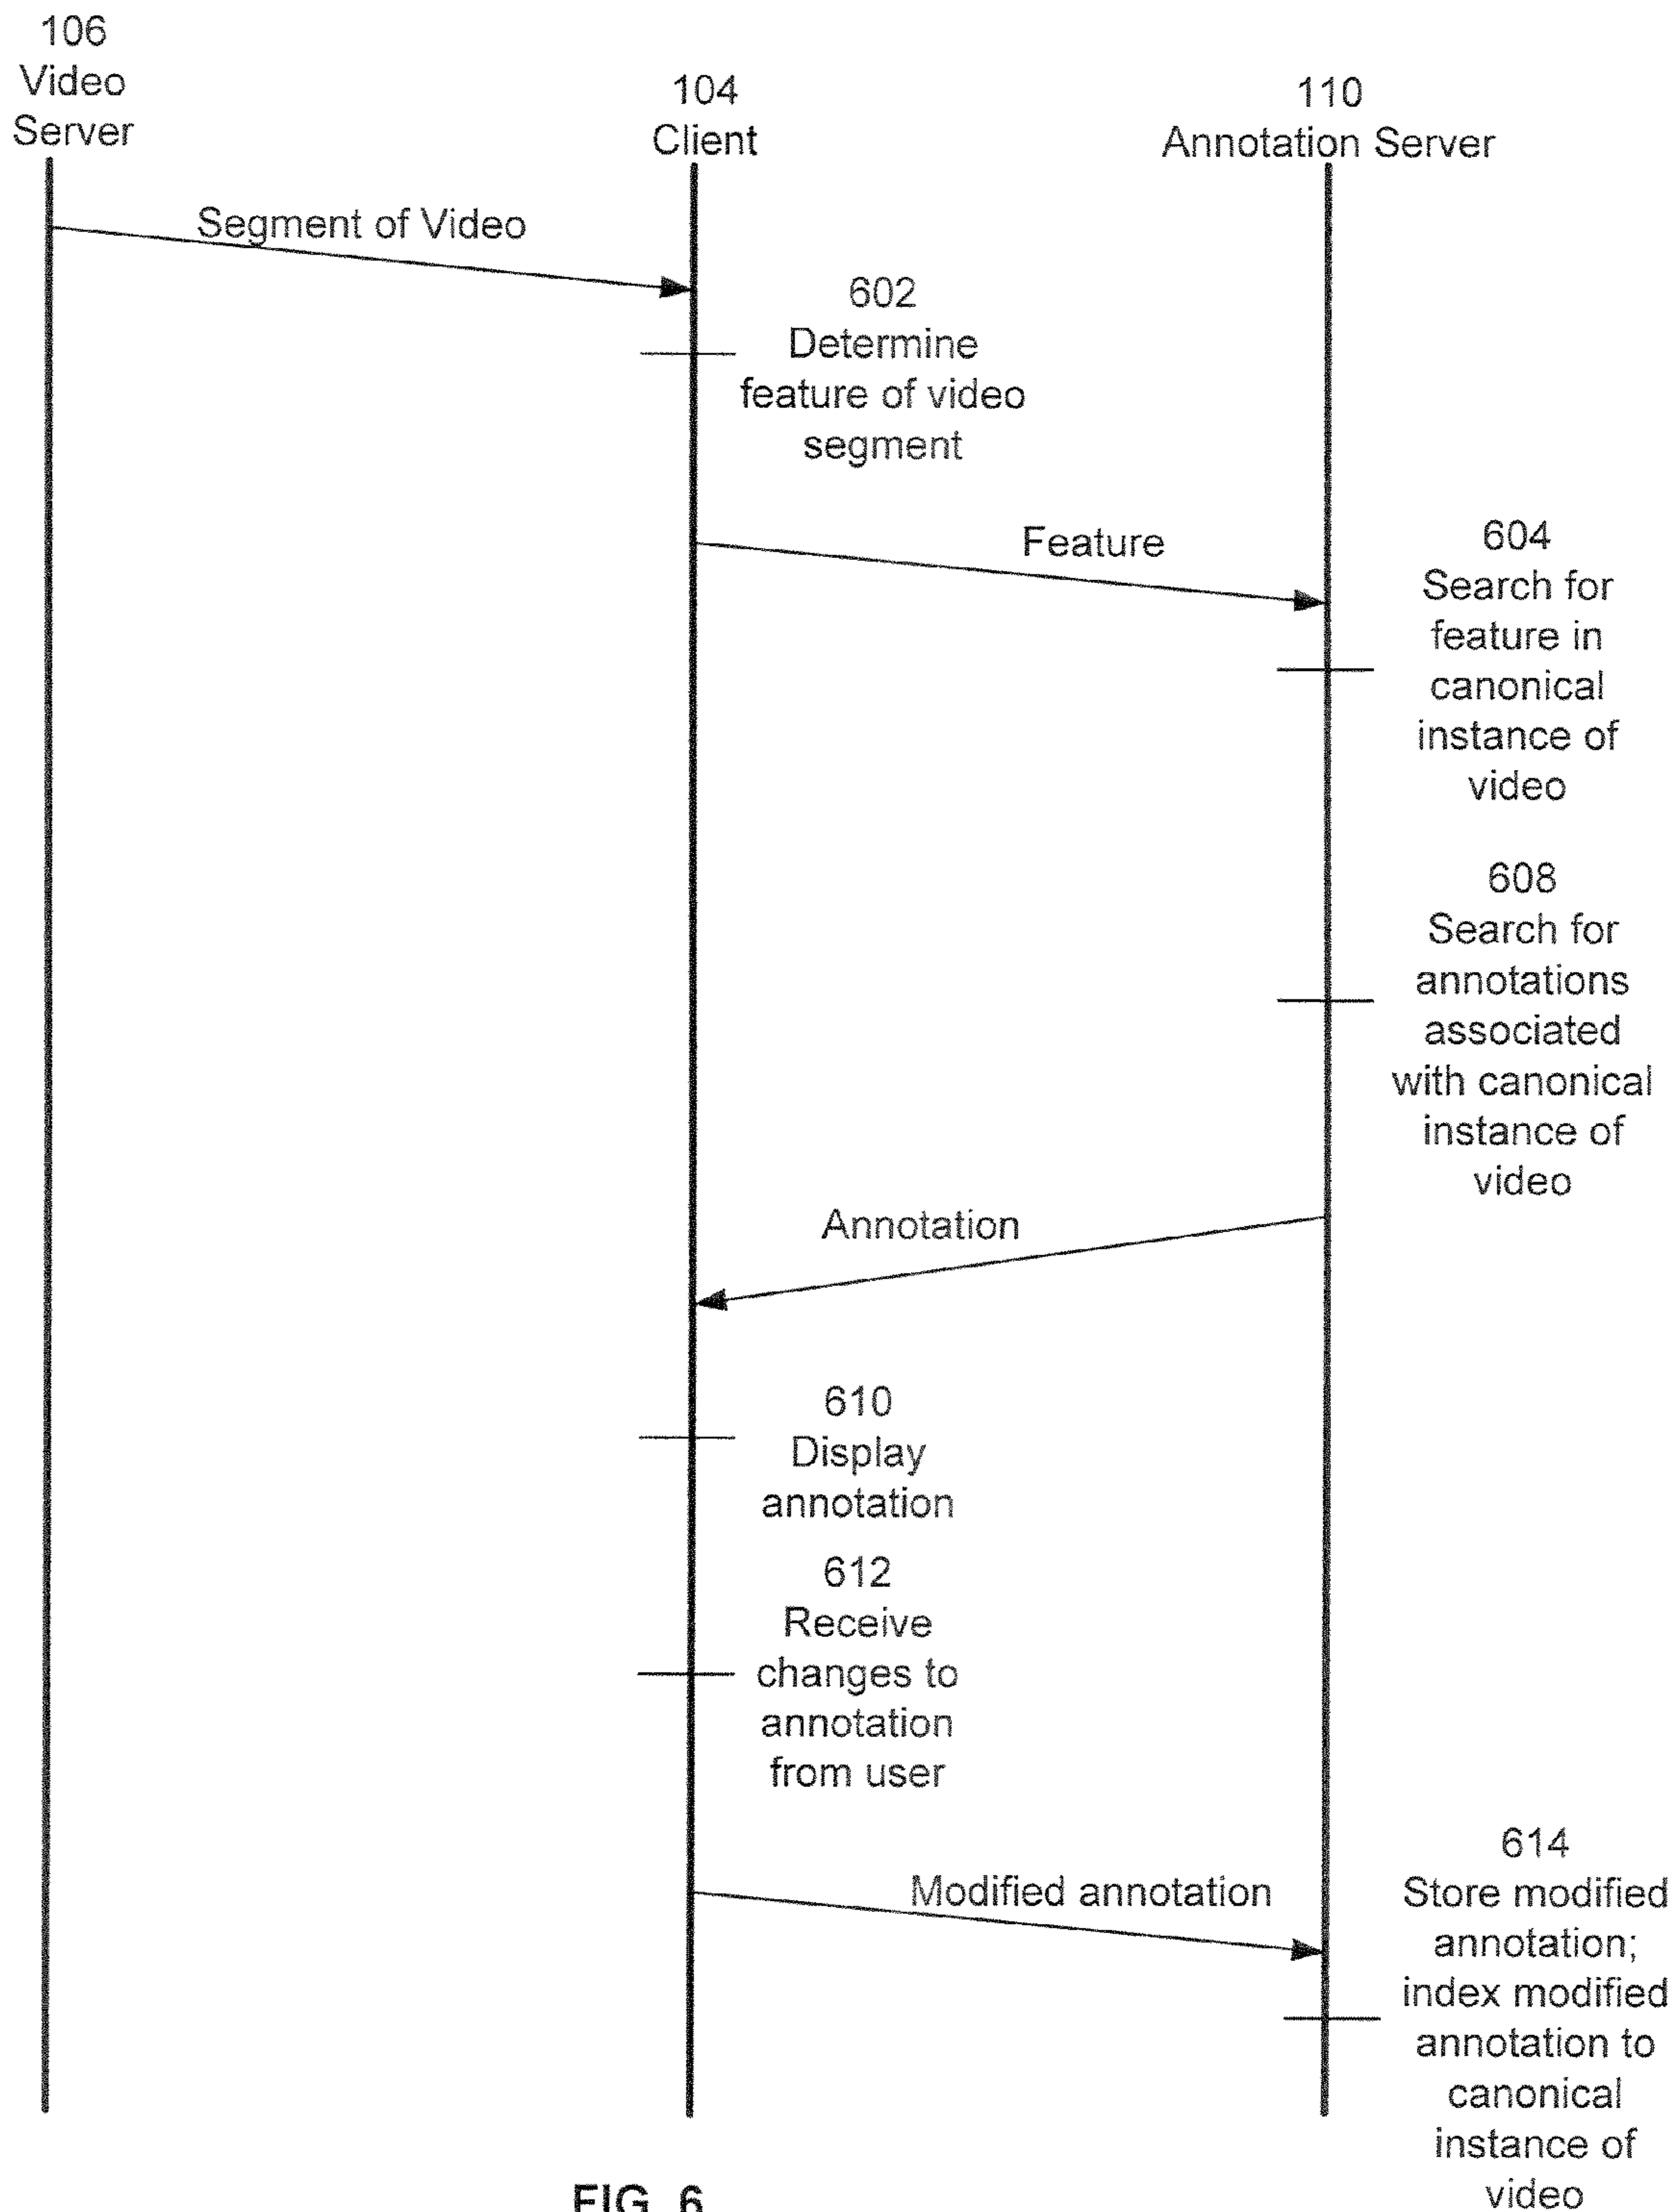 106
Video
Server
104
Client
110
Annotation Server
Segment of Video
602
Determine
feature of video
segment
Feature
604
Search for
feature in
canonical
instance of
video
608
Search for
annotations
associated
with canonical
instance of
video
Annotation
610
Display
annotation
612
Receive
changes to
annotation
from user
Modified annotation
614
Store modified
annotation;
index modified
annotation to
canonical
instance of
video
FIG. 6